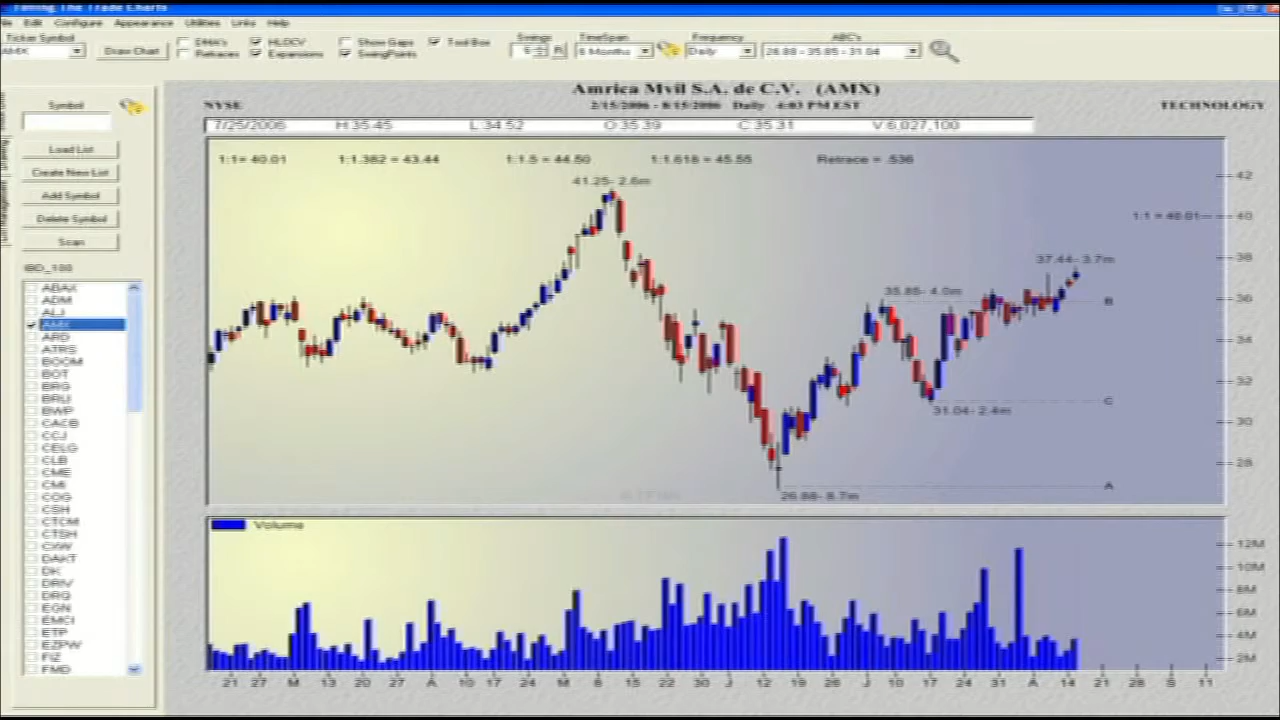 Timing The Trade Charts
Edit Configure Appearance Utilities Links Help
Ticker Symbol
AMX
Draw Chart
DMA's HLOCV Show Gaps Tool Box
Retraces Expansions SwingPoints
Swings
5
R
TimeSpan
6 Months
Frequency
Daily
ABC's
26.88 - 35.85 - 31.04
Symbol
Load List
Create New List
Add Symbol
Delete Symbol
Scan
IBD_100
ABAX
ADM
ALJ
AMX
ARD
ATRS
BOOM
BOT
BRG
BRLI
BWP
CACB
CCJ
CELG
CLB
CME
CMI
COG
CSH
CTCM
CTSH
CXW
DAKT
DK
DRIV
DRQ
EGN
EMCI
ETP
EZPW
FIZ
FMD
Amrica Mvil S.A. de C.V. (AMX)
NYSE
2/15/2006 - 8/15/2006 Daily 4:03 PM EST
TECHNOLOGY
7/25/2006 H 35.45 L 34.52 O 35.39 C 35.31 V 6,027,100
1:1= 40.01 1:1.382 = 43.44 1:1.5 = 44.50 1:1.618 = 45.55 Retrace = .536
41.25- 2.6m
1:1 = 40.01
37.44- 3.7m
35.85- 4.0m
B
C
31.04- 2.4m
A
26.88- 8.7m
42
40
38
36
34
32
30
28
Volume
12M
10M
8M
6M
4M
2M
21 27 M 13 20 27 A 10 17 24 M 8 15 22 30 J 12 19 26 J 10 17 24 31 A 14 21 28 S 11